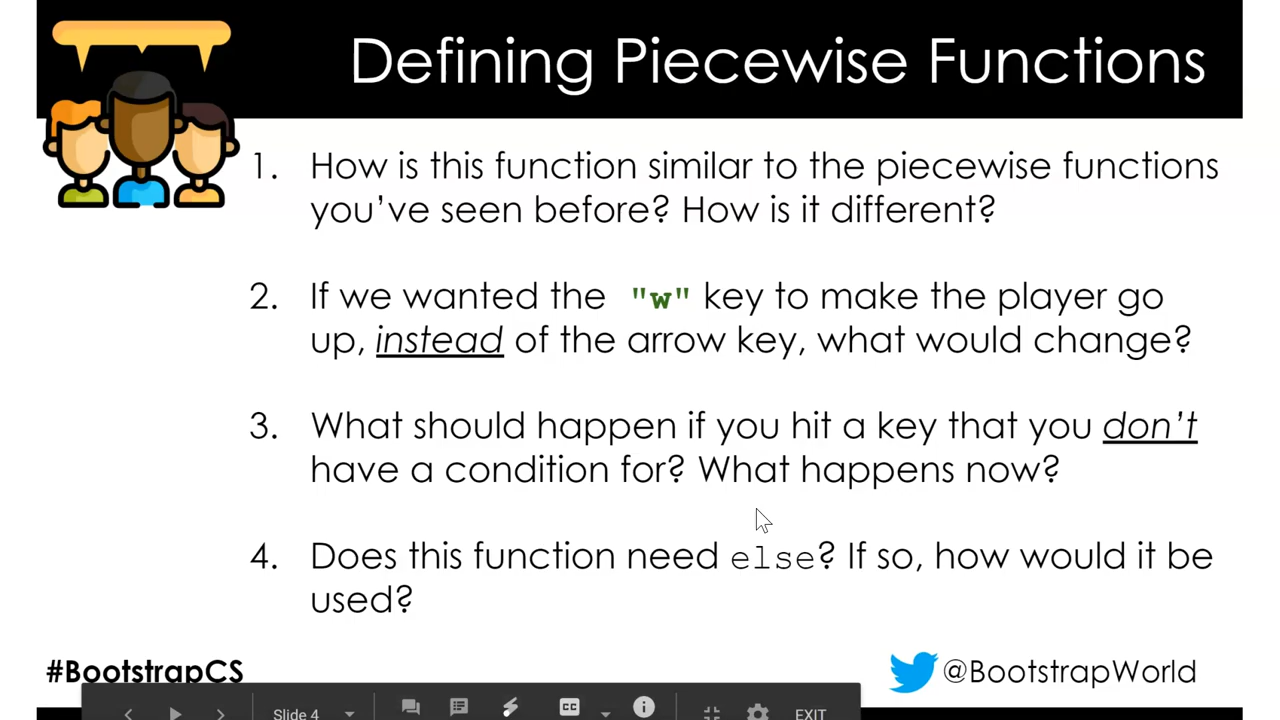 Defining Piecewise Functions
1. How is this function similar to the piecewise functions
you’ve seen before? How is it different?
2. If we wanted the "w" key to make the player go
up, instead of the arrow key, what would change?
3. What should happen if you hit a key that you don’t
have a condition for? What happens now?
4. Does this function need else? If so, how would it be
used?
#BootstrapCS
@BootstrapWorld
Slide 4
CC
EXIT